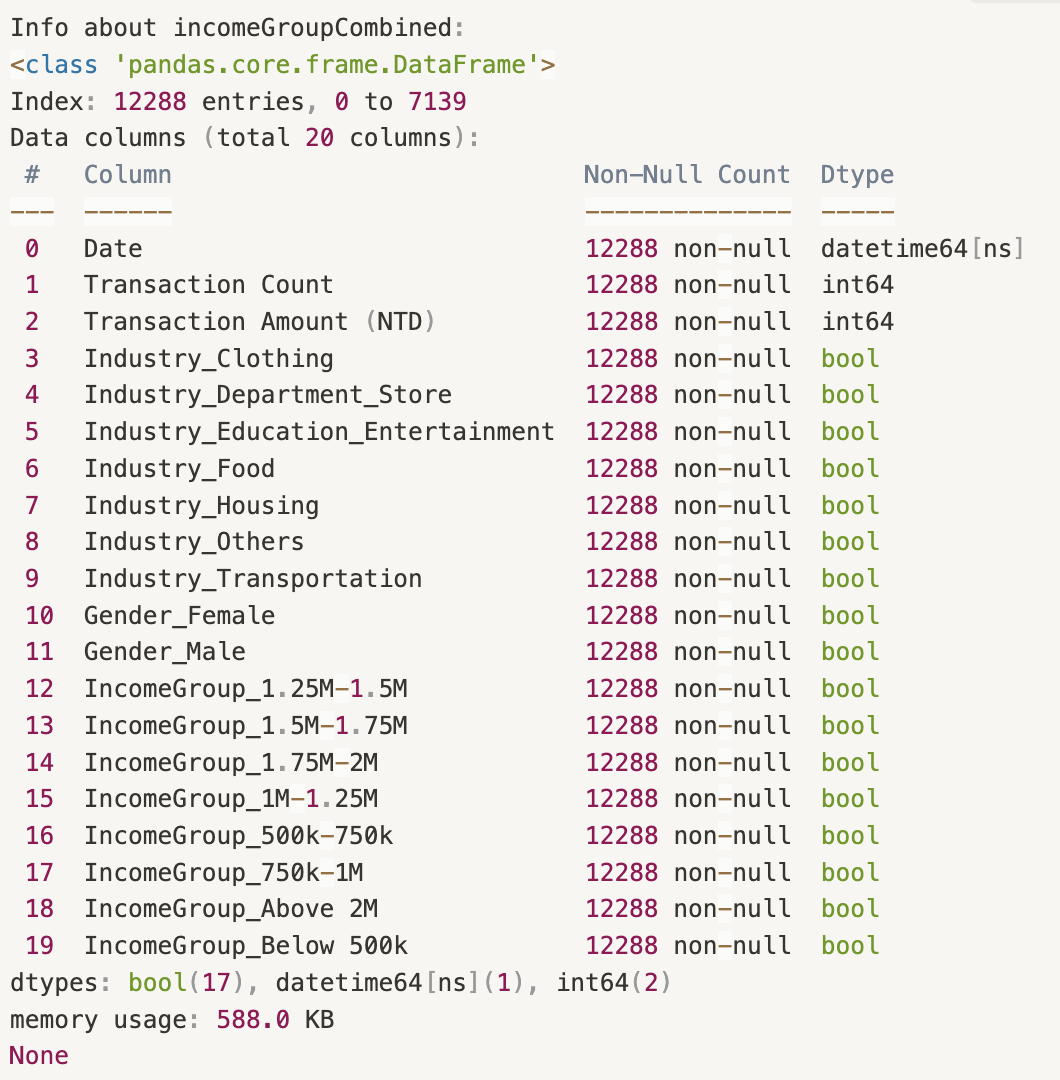 Info about incomeGroupCombined:
<class 'pandas.core.frame.DataFrame'>
Index: 12288 entries, 0 to 7139
Data columns (total 20 columns):
 #   Column                            Non-Null Count  Dtype
---  ------                            --------------  -----
 0   Date                              12288 non-null  datetime64[ns]
 1   Transaction Count                 12288 non-null  int64
 2   Transaction Amount (NTD)          12288 non-null  int64
 3   Industry_Clothing                 12288 non-null  bool
 4   Industry_Department_Store         12288 non-null  bool
 5   Industry_Education_Entertainment  12288 non-null  bool
 6   Industry_Food                     12288 non-null  bool
 7   Industry_Housing                  12288 non-null  bool
 8   Industry_Others                   12288 non-null  bool
 9   Industry_Transportation           12288 non-null  bool
 10  Gender_Female                     12288 non-null  bool
 11  Gender_Male                       12288 non-null  bool
 12  IncomeGroup_1.25M-1.5M            12288 non-null  bool
 13  IncomeGroup_1.5M-1.75M            12288 non-null  bool
 14  IncomeGroup_1.75M-2M              12288 non-null  bool
 15  IncomeGroup_1M-1.25M              12288 non-null  bool
 16  IncomeGroup_500k-750k             12288 non-null  bool
 17  IncomeGroup_750k-1M               12288 non-null  bool
 18  IncomeGroup_Above 2M              12288 non-null  bool
 19  IncomeGroup_Below 500k            12288 non-null  bool
dtypes: bool(17), datetime64[ns](1), int64(2)
memory usage: 588.0 KB
None